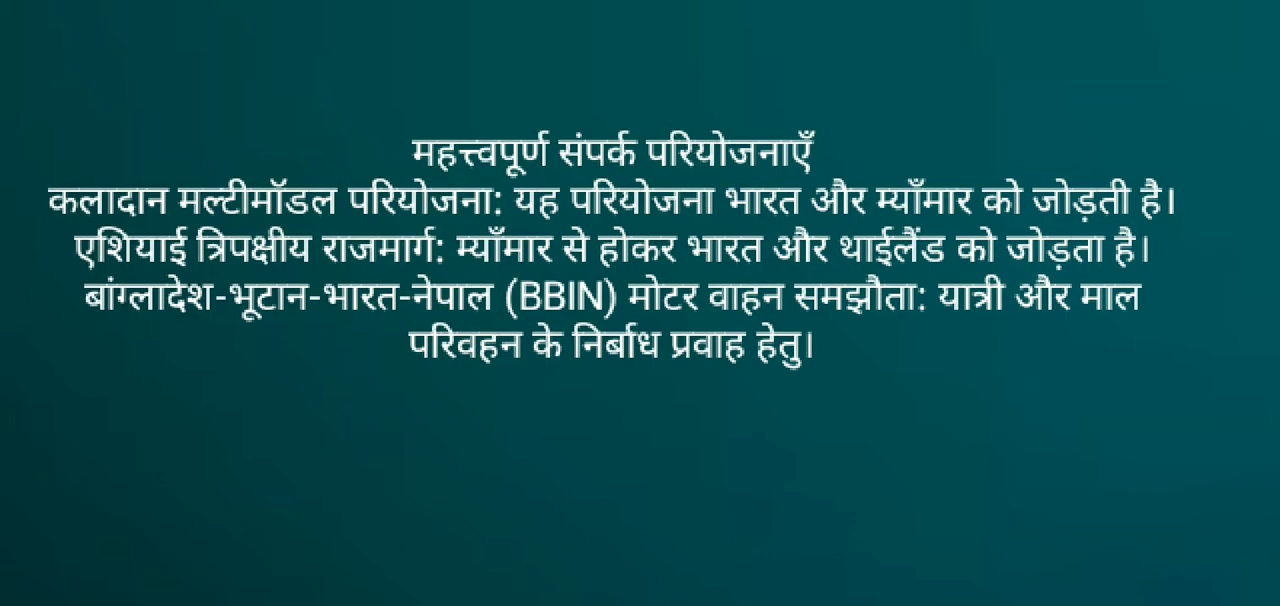 महत्त्वपूर्ण संपर्क परियोजनाएँ
कलादान मल्टीमॉडल परियोजना: यह परियोजना भारत और म्याँमार को जोड़ती है।
एशियाई त्रिपक्षीय राजमार्ग: म्याँमार से होकर भारत और थाईलैंड को जोड़ता है।
बांग्लादेश-भूटान-भारत-नेपाल (BBIN) मोटर वाहन समझौता: यात्री और माल
परिवहन के निर्बाध प्रवाह हेतु।